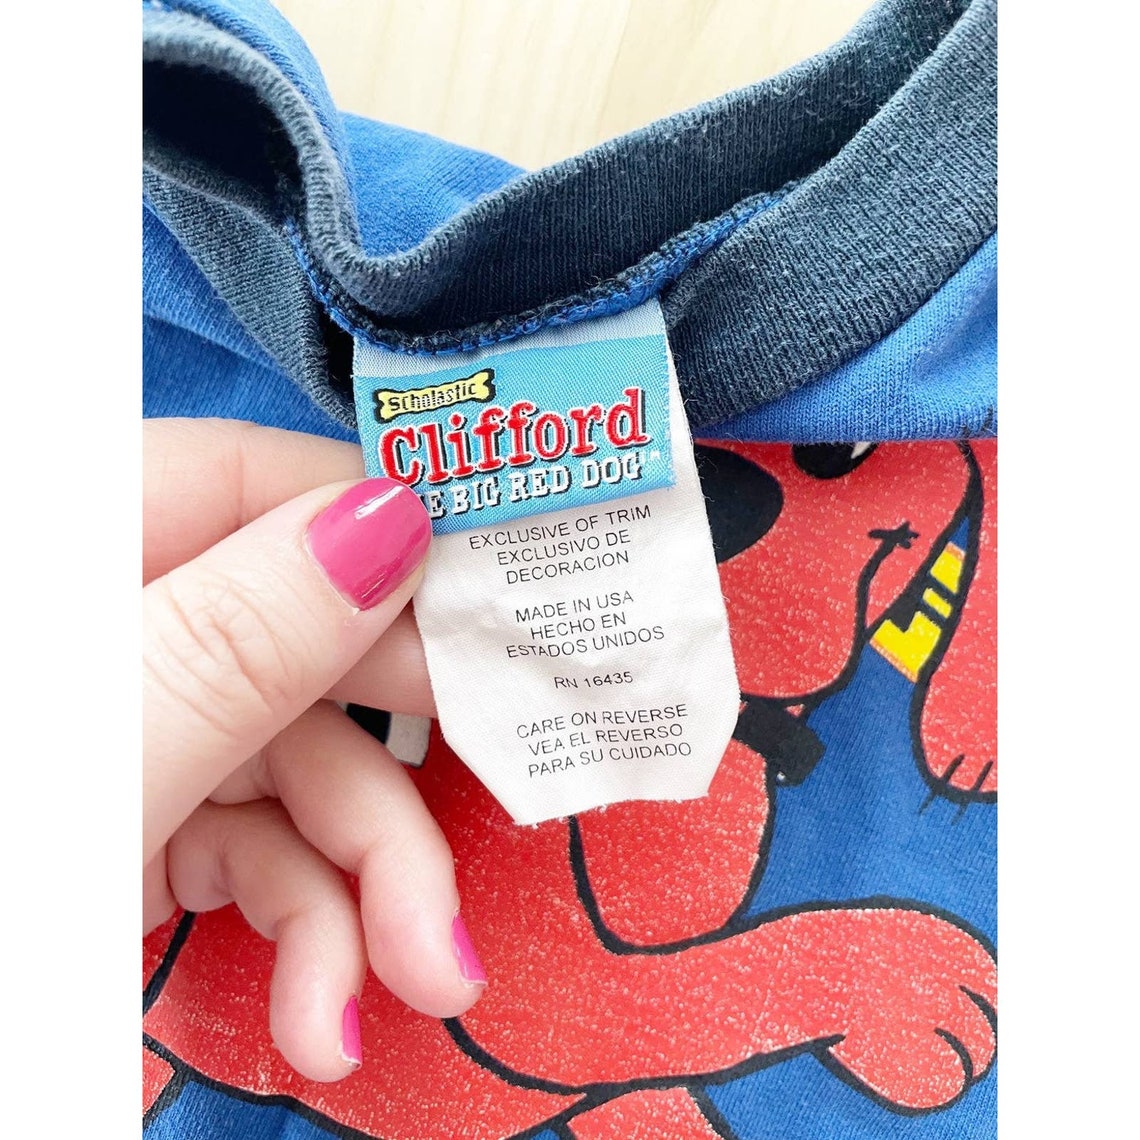 Scholastic
Clifford
BIG RED DOG™
EXCLUSIVE OF TRIM
EXCLUSIVO DE
DECORACION
MADE IN USA
HECHO EN
ESTADOS UNIDOS
RN 16435
CARE ON REVERSE
VEA EL REVERSO
PARA SU CUIDADO